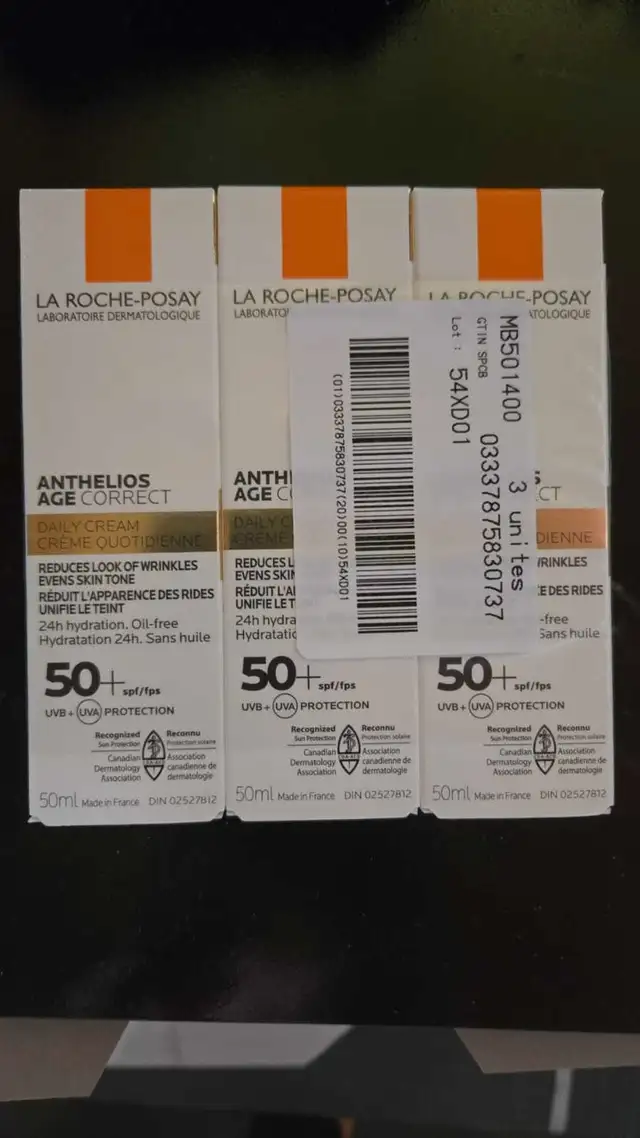 LA ROCHE-POSAY
LABORATOIRE DERMATOLOGIQUE
ANTHELIOS
AGE CORRECT
DAILY CREAM
CRÈME QUOTIDIENNE
REDUCES LOOK OF WRINKLES
EVENS SKIN TONE
RÉDUIT L'APPARENCE DES RIDES
UNIFIE LE TEINT
24h hydration. Oil-free
Hydratation 24h. Sans huile
50+ spf/fps
UVB + UVA PROTECTION
Recognized
Sun Protection
Canadian
Dermatology
Association
Reconnu
Protection solaire
Association
canadienne de
dermatologie
50ml Made in France DIN 02527812
LA ROCHE-POSAY
LABORATO
ANTH
AGE C
DAILY C
CRÈME
REDUCES L
EVENS SKIN
RÉDUIT L'A
UNIFIE LE T
24h hydra
Hydratatio
50+ spf/fps
UVB + UVA PROTECTION
Recognized
Sun Protection
Canadian
Dermatology
Association
Reconnu
Protection solaire
Association
canadienne de
dermatologie
50ml Made in France DIN 02527812
MB501400 3 unites
GTIN SPCB 03337875830737
Lot : 54XD01
(01)03337875830737(20)00(10)54XD01
LA ROCHE-POSAY
ATOLOGIQUE
CT
DIENNE
WRINKLES
E DES RIDES
-free
Sans huile
50+ spf/fps
UVB + UVA PROTECTION
Recognized
Sun Protection
Canadian
Dermatology
Association
Reconnu
Protection solaire
Association
canadienne de
dermatologie
50ml Made in France DIN 02527812